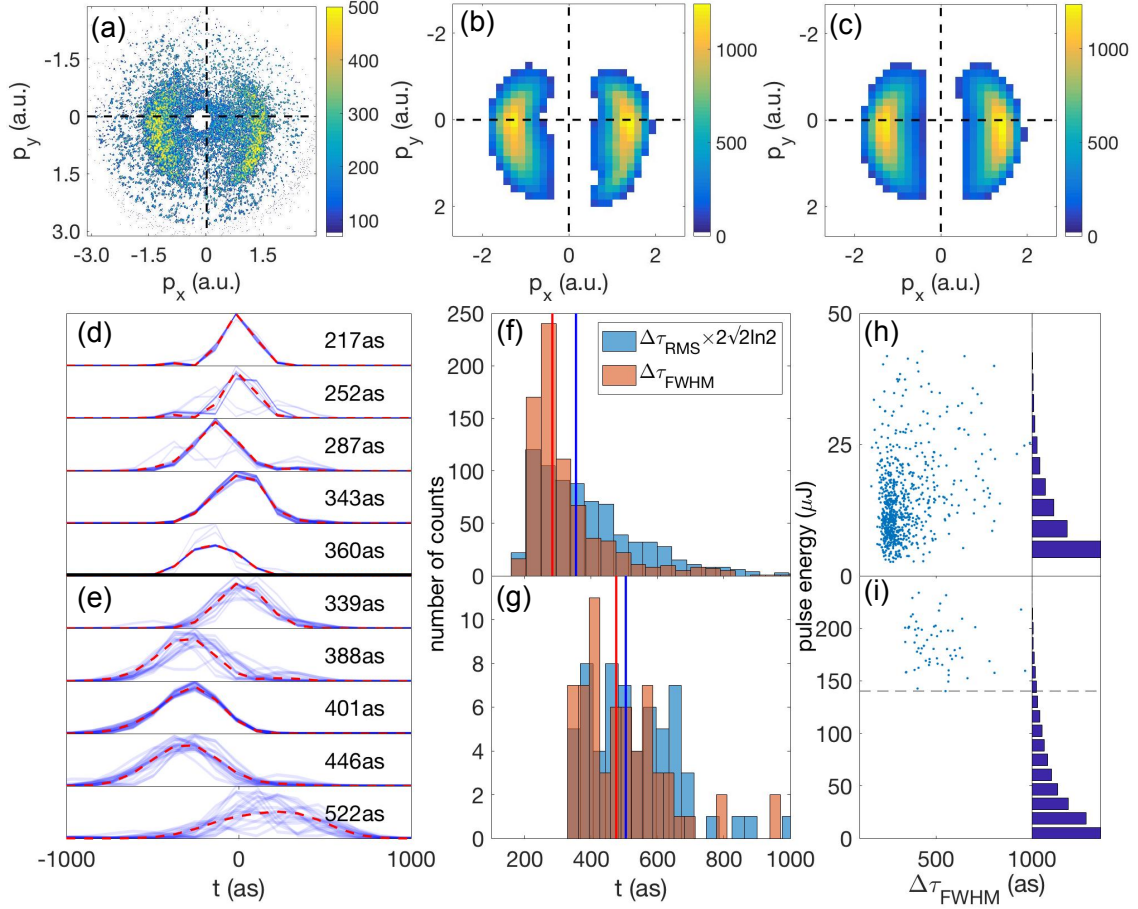 (a)
-1.5
0
1.5
3.0
p_y (a.u.)
-3.0 -1.5 0 1.5
p_x (a.u.)
500
400
300
200
100
(b)
-2
0
2
p_y (a.u.)
-2 0 2
p_x (a.u.)
1000
500
0
(c)
-2
0
2
p_y (a.u.)
-2 0 2
p_x (a.u.)
1000
500
0
(d)
217as
252as
287as
343as
360as
(e)
339as
388as
401as
446as
522as
-1000 0 1000
t (as)
(f)
250
200
150
100
50
0
Δτ_RMS ×2√2ln2
Δτ_FWHM
number of counts
(g)
10
8
6
4
2
0
200 400 600 800 1000
t (as)
(h)
50
25
0
pulse energy (μJ)
(i)
200
150
100
50
0
500 1000
Δτ_FWHM (as)